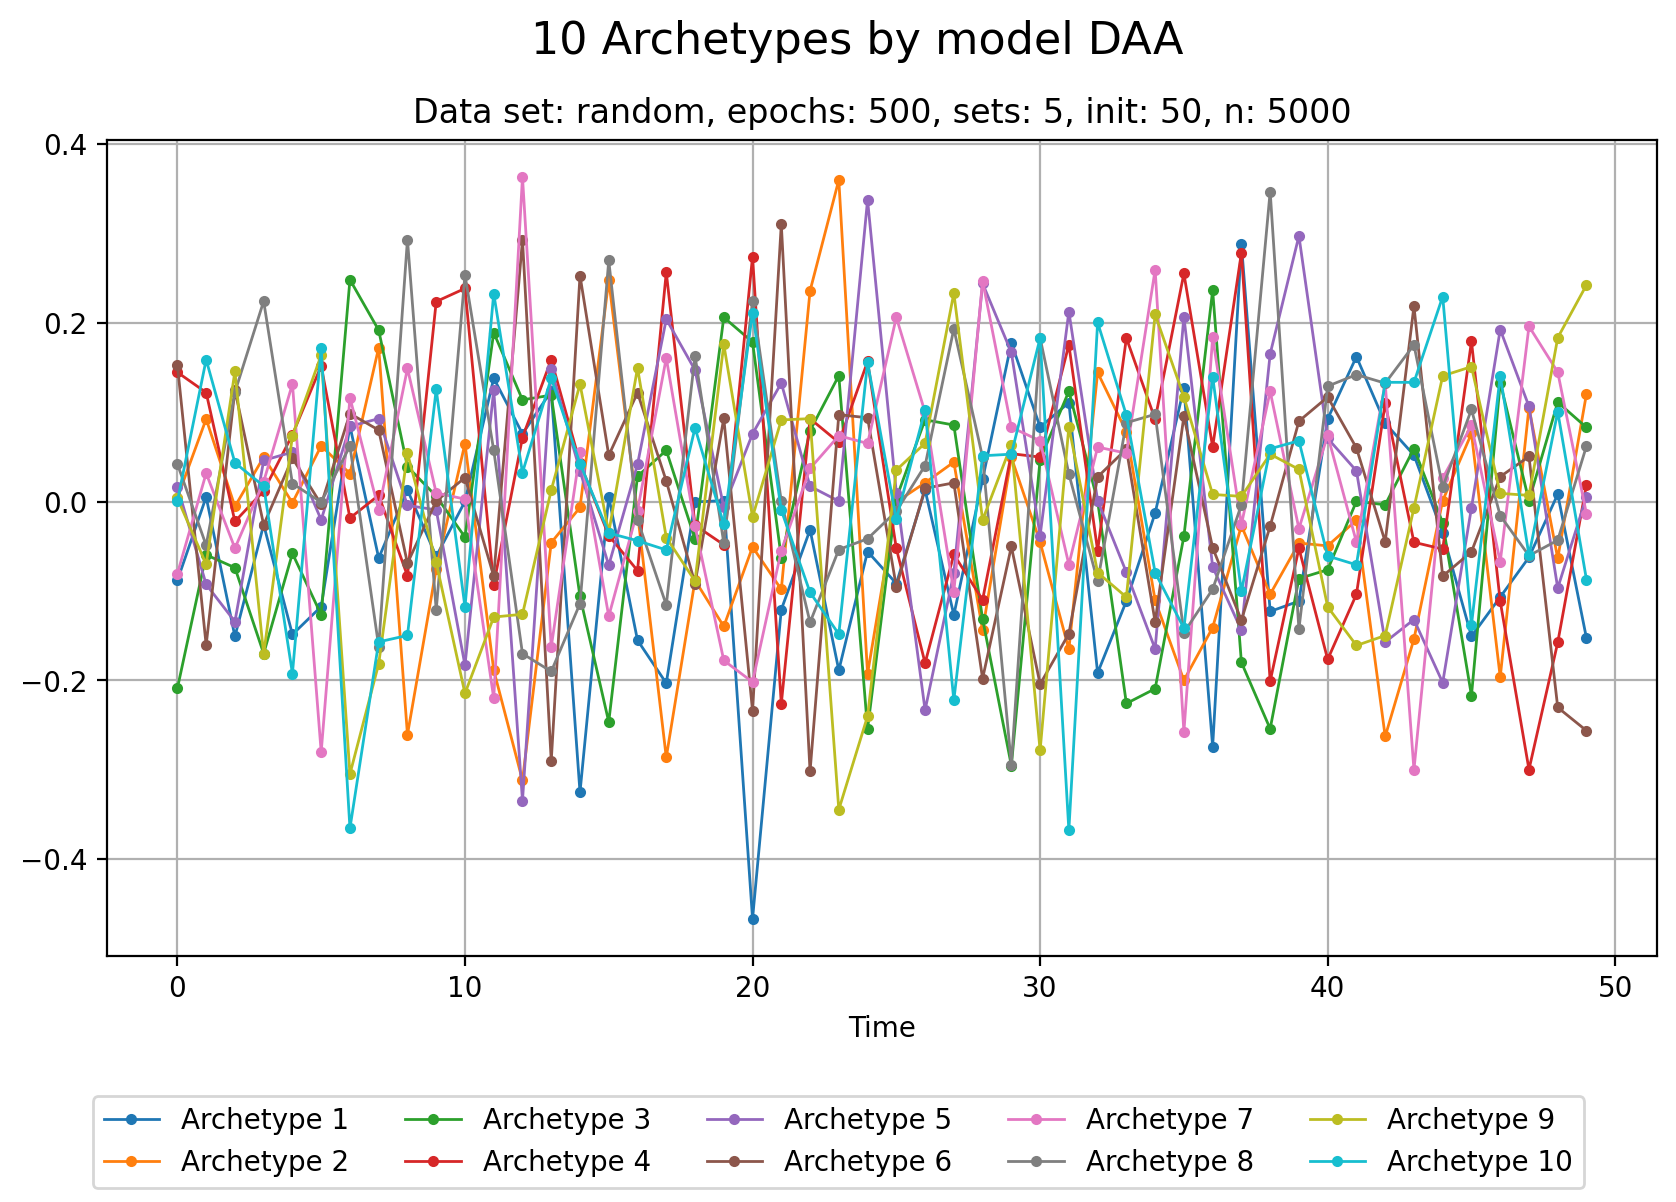 10 Archetypes by model DAA
Data set: random, epochs: 500, sets: 5, init: 50, n: 5000
0.4
0.2
0.0
−0.2
−0.4
0 10 20 30 40 50
Time
Archetype 1 Archetype 3 Archetype 5 Archetype 7 Archetype 9
Archetype 2 Archetype 4 Archetype 6 Archetype 8 Archetype 10